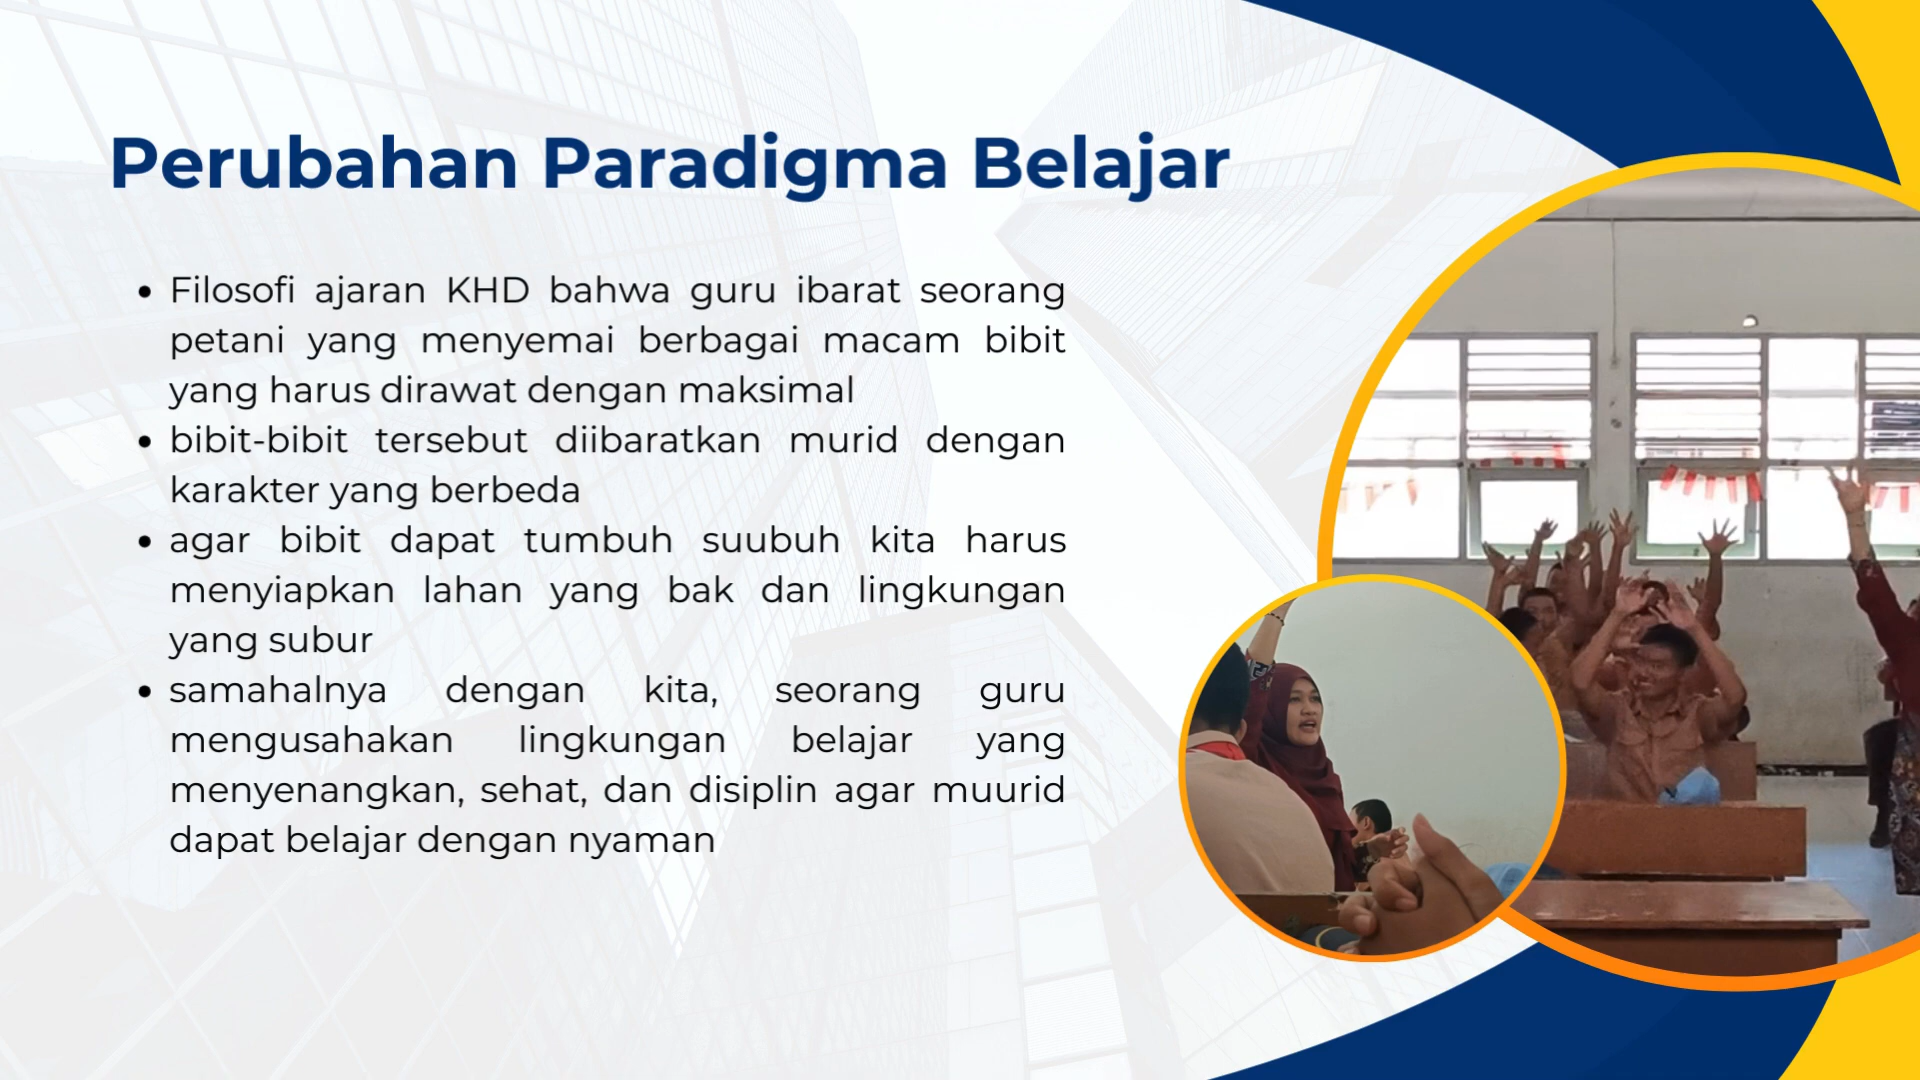 Perubahan Paradigma Belajar
• Filosofi ajaran KHD bahwa guru ibarat seorang
petani yang menyemai berbagai macam bibit
yang harus dirawat dengan maksimal
• bibit-bibit tersebut diibaratkan murid dengan
karakter yang berbeda
• agar bibit dapat tumbuh suubuh kita harus
menyiapkan lahan yang bak dan lingkungan
yang subur
• samahalnya dengan kita, seorang guru
mengusahakan lingkungan belajar yang
menyenangkan, sehat, dan disiplin agar muurid
dapat belajar dengan nyaman